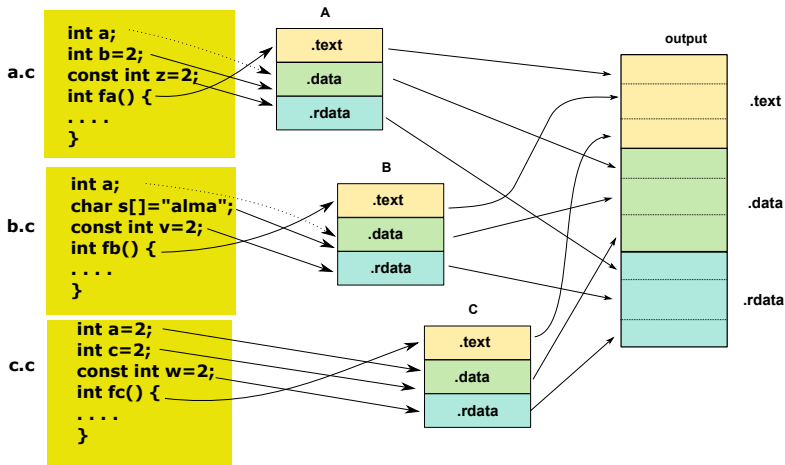 a.c
int a;
int b=2;
const int z=2;
int fa() {
. . . .
}
A
.text
.data
.rdata
b.c
int a;
char s[]="alma";
const int v=2;
int fb() {
. . . .
}
B
.text
.data
.rdata
c.c
int a=2;
int c=2;
const int w=2;
int fc() {
. . . .
}
C
.text
.data
.rdata
output
.text
.data
.rdata